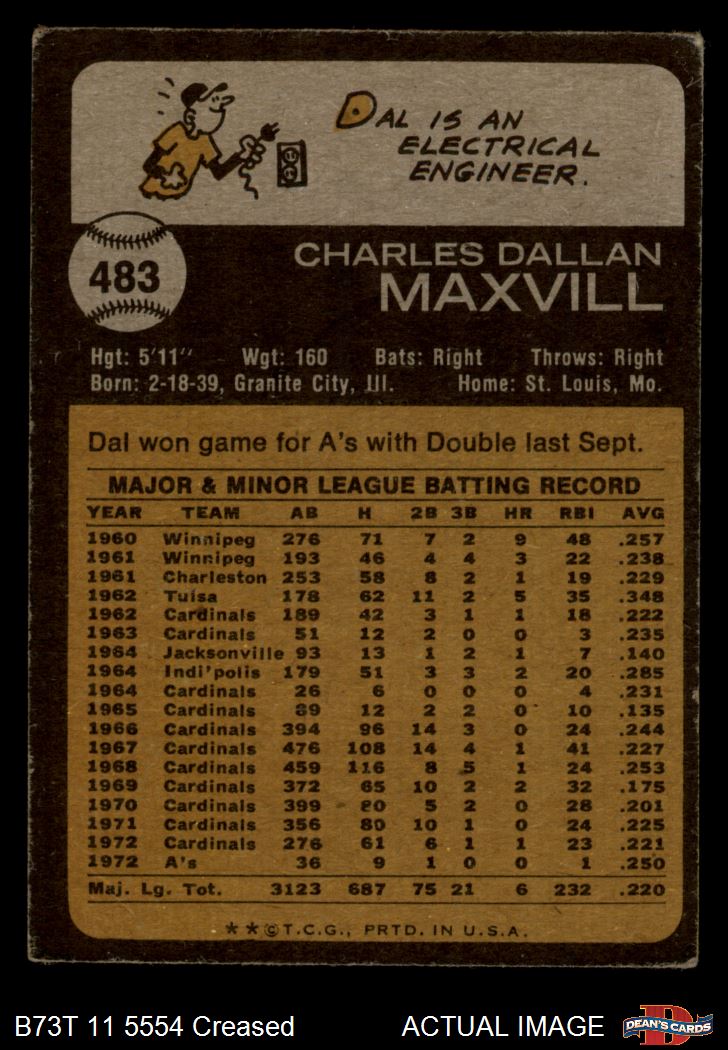 DAL IS AN
ELECTRICAL
ENGINEER.
483
CHARLES DALLAN
MAXVILL
Hgt: 5'11" Wgt: 160 Bats: Right Throws: Right
Born: 2-18-39, Granite City, Ill. Home: St. Louis, Mo.
Dal won game for A's with Double last Sept.
MAJOR & MINOR LEAGUE BATTING RECORD
YEAR TEAM AB H 2B 3B HR RBI AVG
1960 Winnipeg 276 71 7 2 9 48 .257
1961 Winnipeg 193 46 4 4 3 22 .238
1961 Charleston 253 58 8 2 1 19 .229
1962 Tulsa 178 62 11 2 5 35 .348
1962 Cardinals 189 42 3 1 1 18 .222
1963 Cardinals 51 12 2 0 0 3 .235
1964 Jacksonville 93 13 1 2 1 7 .140
1964 Indi'polis 179 51 3 3 2 20 .285
1964 Cardinals 26 6 0 0 0 4 .231
1965 Cardinals 89 12 2 2 0 10 .135
1966 Cardinals 394 96 14 3 0 24 .244
1967 Cardinals 476 108 14 4 1 41 .227
1968 Cardinals 459 116 8 5 1 24 .253
1969 Cardinals 372 65 10 2 2 32 .175
1970 Cardinals 399 80 5 2 0 28 .201
1971 Cardinals 356 80 10 1 0 24 .225
1972 Cardinals 276 61 6 1 1 23 .221
1972 A's 36 9 1 0 0 1 .250
Maj. Lg. Tot. 3123 687 75 21 6 232 .220
**©T.C.G., PRTD. IN U.S.A.
B73T 11 5554 Creased ACTUAL IMAGE
D
DEAN'S CARDS